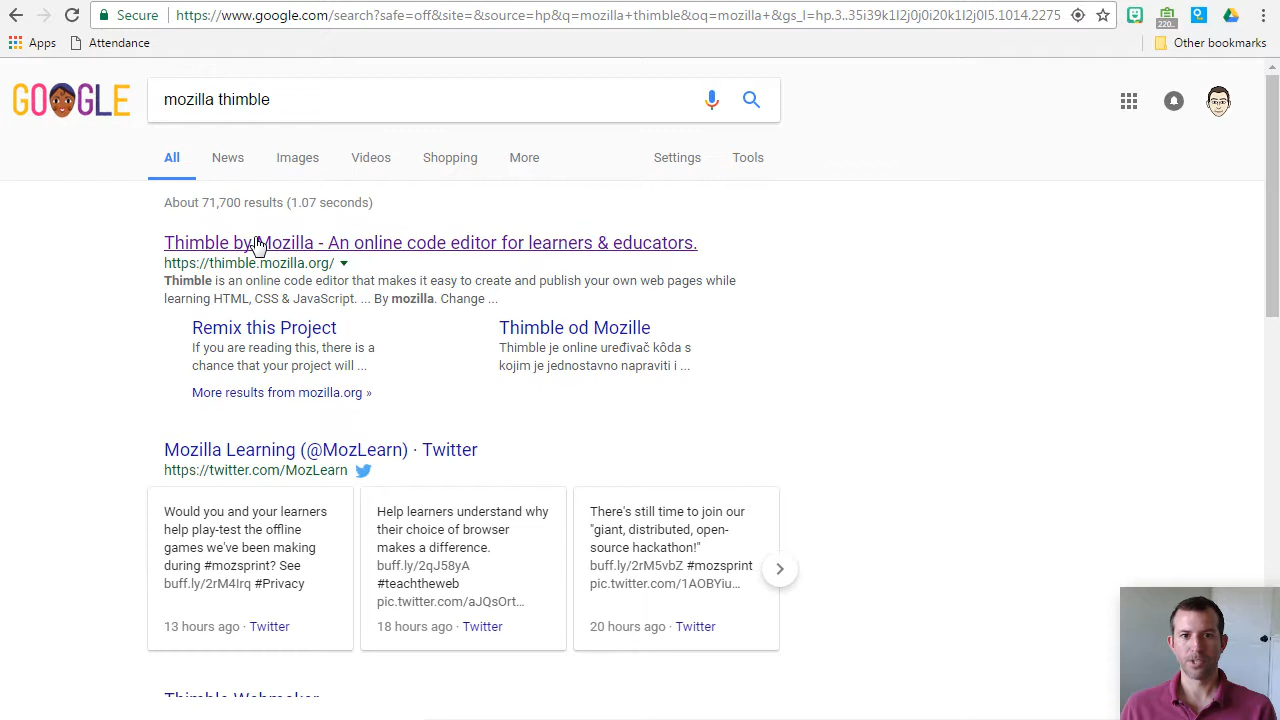 Secure https://www.google.com/search?safe=off&site=&source=hp&q=mozilla+thimble&oq=mozilla+&gs_l=hp.3..35i39k1l2j0j0i20k1l2j0l5.1014.2275
220..
Apps Attendance Other bookmarks
GOOGLE mozilla thimble
All News Images Videos Shopping More Settings Tools
About 71,700 results (1.07 seconds)
Thimble by Mozilla - An online code editor for learners & educators.
https://thimble.mozilla.org/
Thimble is an online code editor that makes it easy to create and publish your own web pages while
learning HTML, CSS & JavaScript. ... By mozilla. Change ...
Remix this Project
If you are reading this, there is a
chance that your project will ...
Thimble od Mozille
Thimble je online uređivač kôda s
kojim je jednostavno napraviti i ...
More results from mozilla.org »
Mozilla Learning (@MozLearn) · Twitter
https://twitter.com/MozLearn
Would you and your learners
help play-test the offline
games we've been making
during #mozsprint? See
buff.ly/2rM4Irq #Privacy
13 hours ago · Twitter
Help learners understand why
their choice of browser
makes a difference.
buff.ly/2qJ58yA
#teachtheweb
pic.twitter.com/aJQsOrt...
18 hours ago · Twitter
There's still time to join our
"giant, distributed, open-
source hackathon!"
buff.ly/2rM5vbZ #mozsprint
pic.twitter.com/1AOBYiu...
20 hours ago · Twitter
Thimble Webmaker